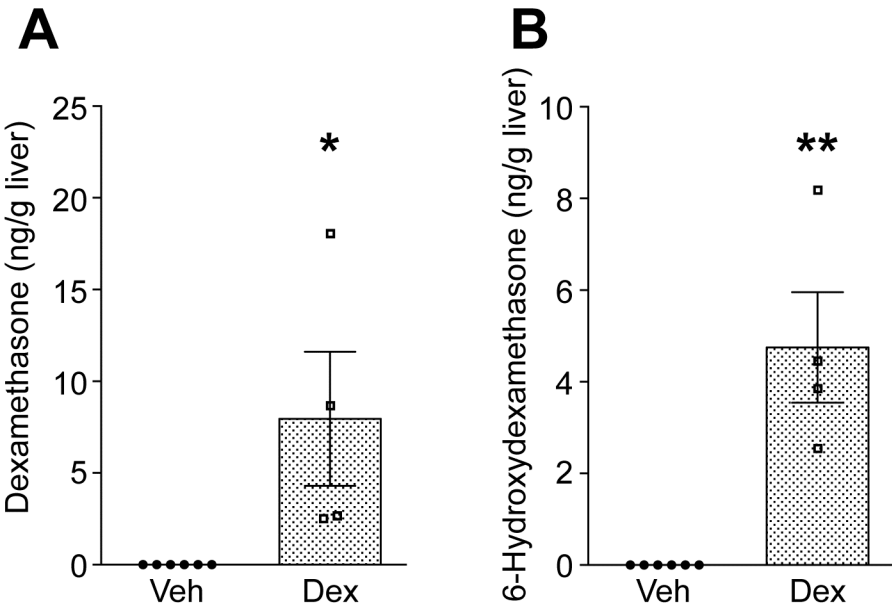 A
Dexamethasone (ng/g liver)
25
20
15
10
5
0
*
Veh
Dex
B
6-Hydroxydexamethasone (ng/g liver)
10
8
6
4
2
0
**
Veh
Dex